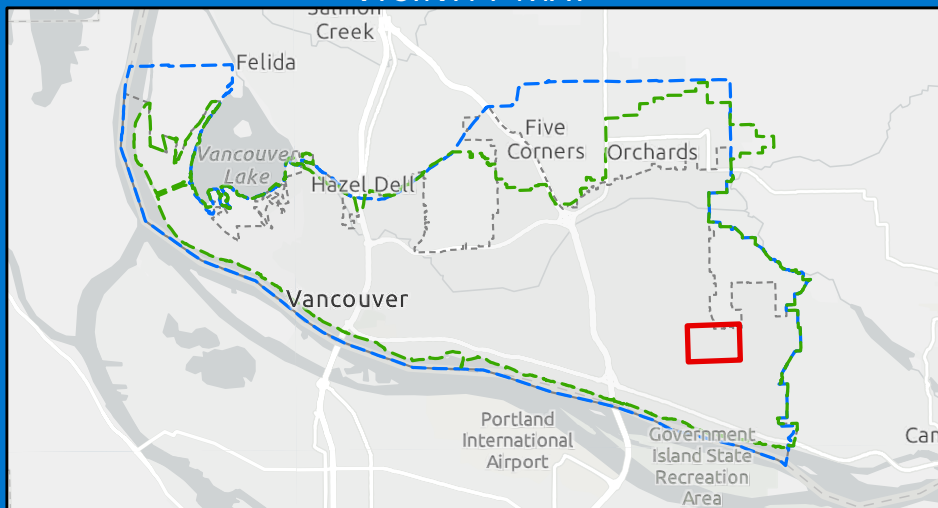 Salmon
Creek
Felida
Five
Corners
Orchards
Vancouver
Lake
Hazel Dell
Vancouver
Portland
International
Airport
Government
Island State
Recreation
Area